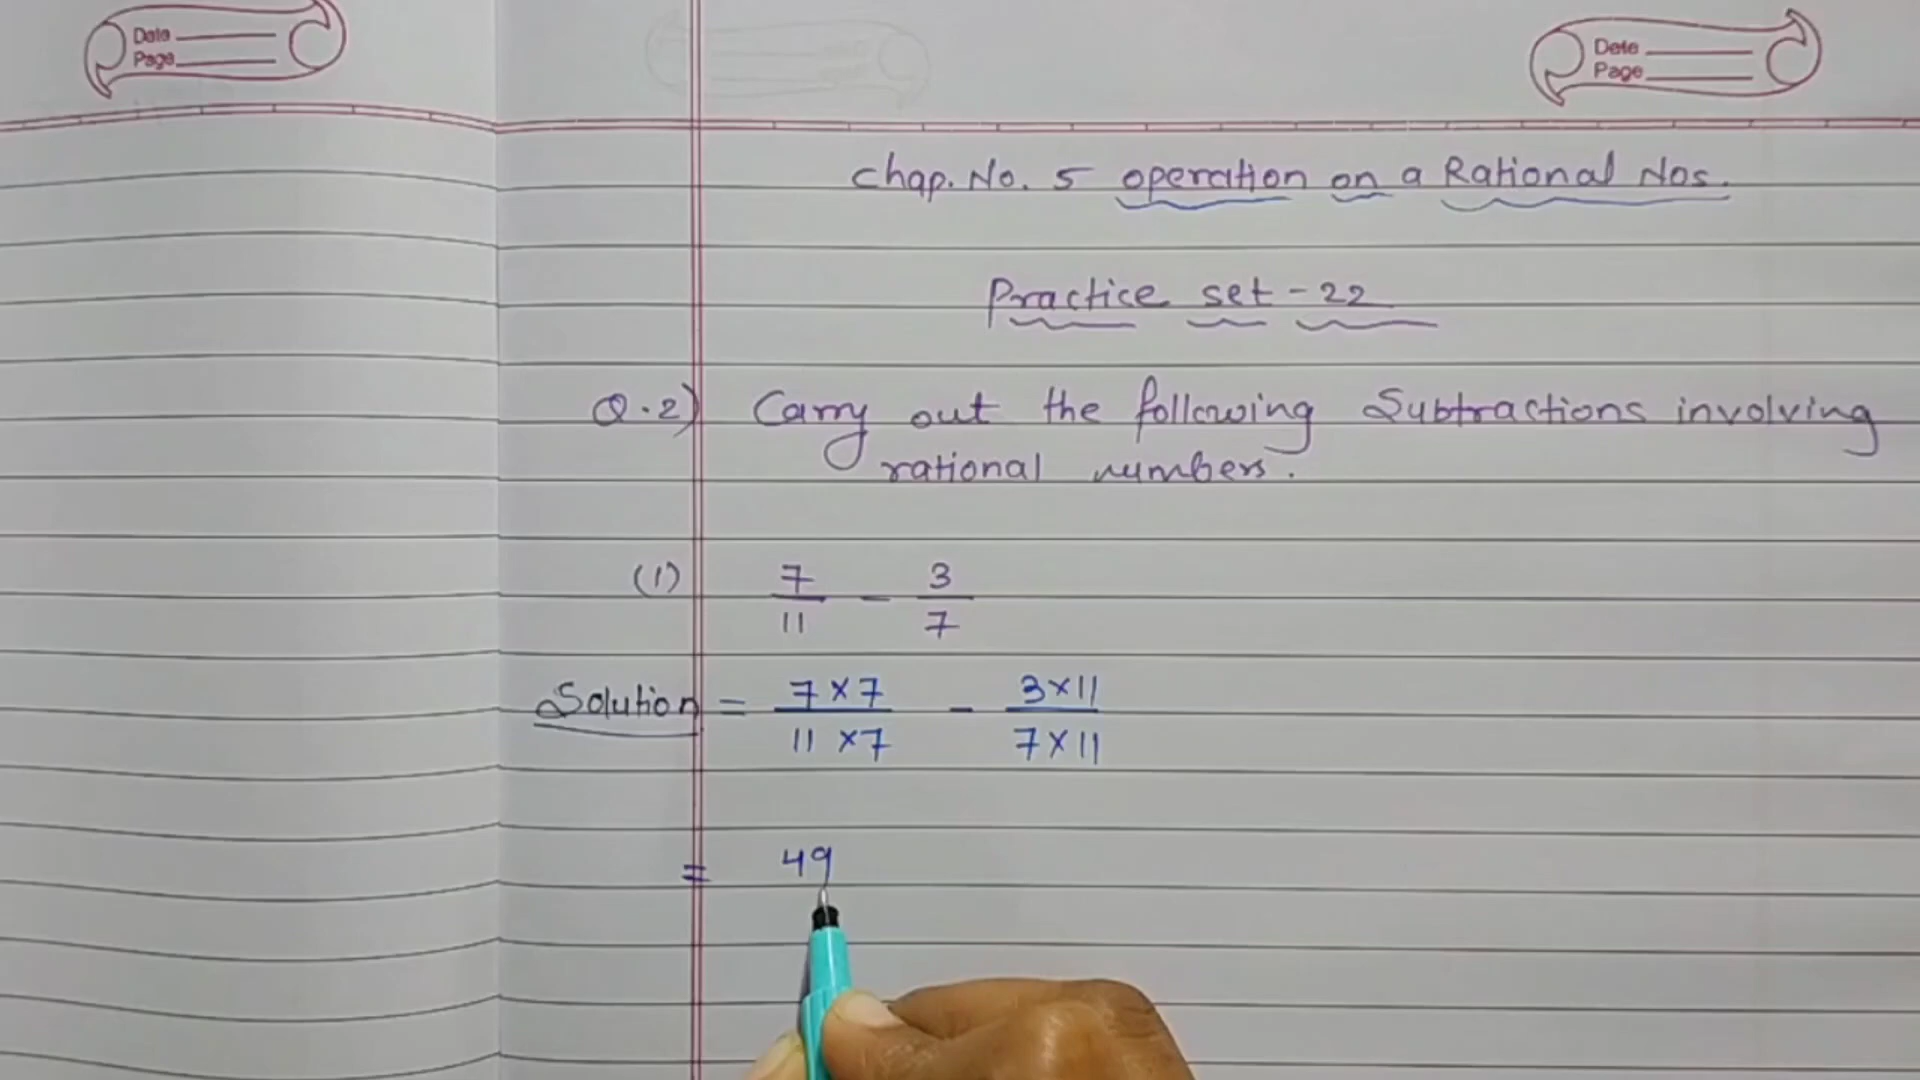 Date
Page
Date
Page
Chap. No. 5 operation on a Rational Nos.
Practice set - 22
Q.2) Carry out the following Subtractions involving
rational numbers.
(1) 7/11 - 3/7
Solution = 7×7/11×7 - 3×11/7×11
= 49